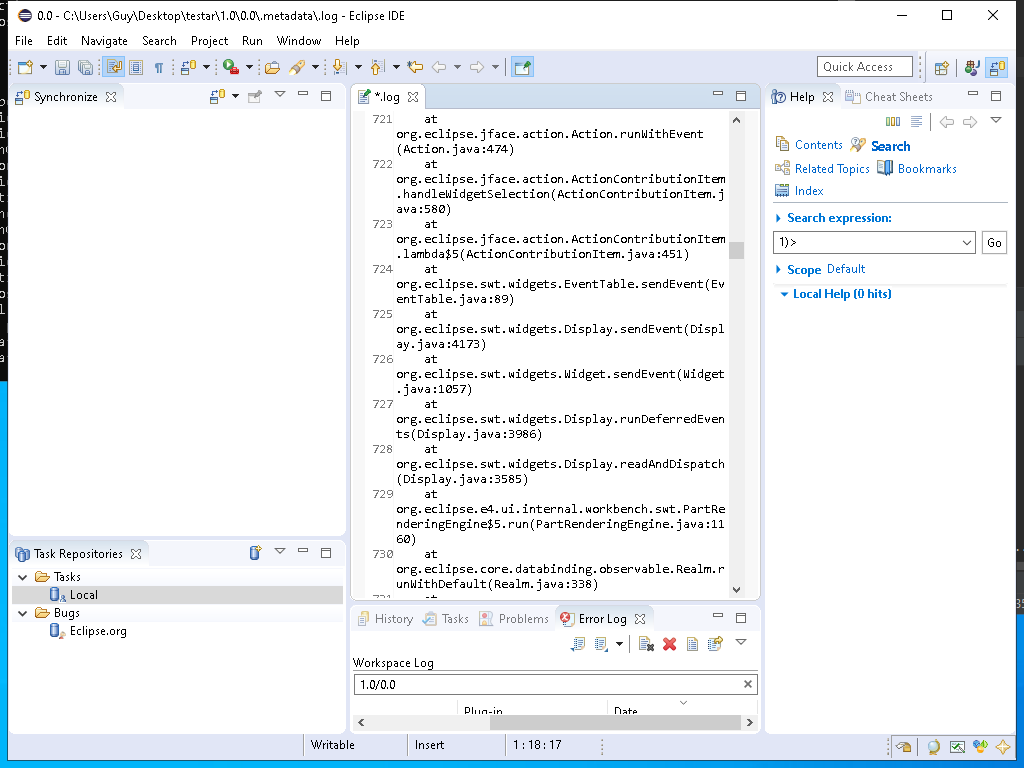 0.0 - C:\Users\Guy\Desktop\testar\1.0\0.0\.metadata\.log - Eclipse IDE
File Edit Navigate Search Project Run Window Help
Quick Access
Synchronize
Task Repositories
Tasks
Local
Bugs
Eclipse.org
*.log
721 at
org.eclipse.jface.action.Action.runWithEvent
(Action.java:474)
722 at
org.eclipse.jface.action.ActionContributionItem
.handleWidgetSelection(ActionContributionItem.j
ava:580)
723 at
org.eclipse.jface.action.ActionContributionItem
.lambda$5(ActionContributionItem.java:451)
724 at
org.eclipse.swt.widgets.EventTable.sendEvent(Ev
entTable.java:89)
725 at
org.eclipse.swt.widgets.Display.sendEvent(Displ
ay.java:4173)
726 at
org.eclipse.swt.widgets.Widget.sendEvent(Widget
.java:1057)
727 at
org.eclipse.swt.widgets.Display.runDeferredEven
ts(Display.java:3986)
728 at
org.eclipse.swt.widgets.Display.readAndDispatch
(Display.java:3585)
729 at
org.eclipse.e4.ui.internal.workbench.swt.PartRe
nderingEngine$5.run(PartRenderingEngine.java:11
60)
730 at
org.eclipse.core.databinding.observable.Realm.r
unWithDefault(Realm.java:338)
History Tasks Problems Error Log
Workspace Log
1.0/0.0
Plug-in Date
Help Cheat Sheets
Contents Search
Related Topics Bookmarks
Index
Search expression:
1)>
Go
Scope Default
Local Help (0 hits)
Writable Insert 1 : 18 : 17